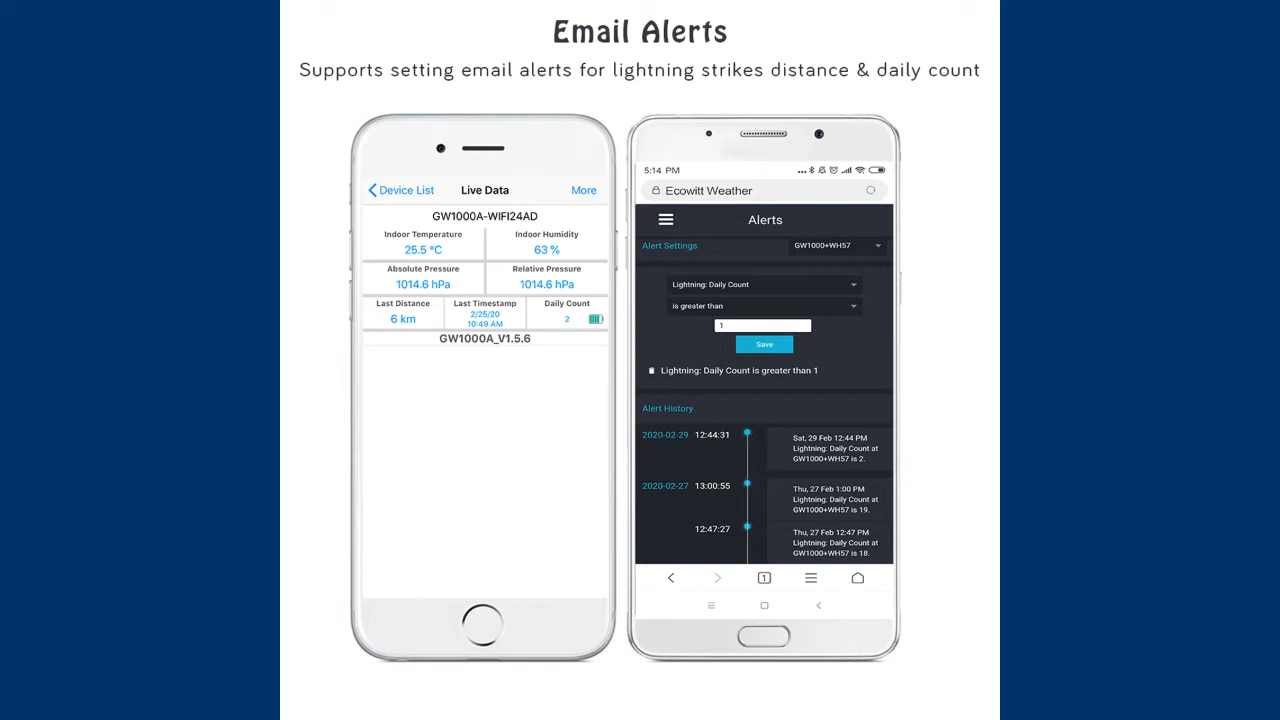 Email Alerts
Supports setting email alerts for lightning strikes distance & daily count
Device List Live Data More
GW1000A-WIFI24AD
Indoor Temperature Indoor Humidity
25.5 ºC 63 %
Absolute Pressure Relative Pressure
1014.6 hPa 1014.6 hPa
Last Distance Last Timestamp Daily Count
6 km 2/25/20 10:49 AM 2
GW1000A_V1.5.6
5:14 PM
Ecowitt Weather
Alerts
Alert Settings GW1000+WH57
Lightning: Daily Count
is greater than
1
Save
Lightning: Daily Count is greater than 1
Alert History
2020-02-29 12:44:31
Sat, 29 Feb 12:44 PM
Lightning: Daily Count at
GW1000+WH57 is 2.
2020-02-27 13:00:55
Thu, 27 Feb 1:00 PM
Lightning: Daily Count at
GW1000+WH57 is 19.
12:47:27
Thu, 27 Feb 12:47 PM
Lightning: Daily Count at
GW1000+WH57 is 18.
1